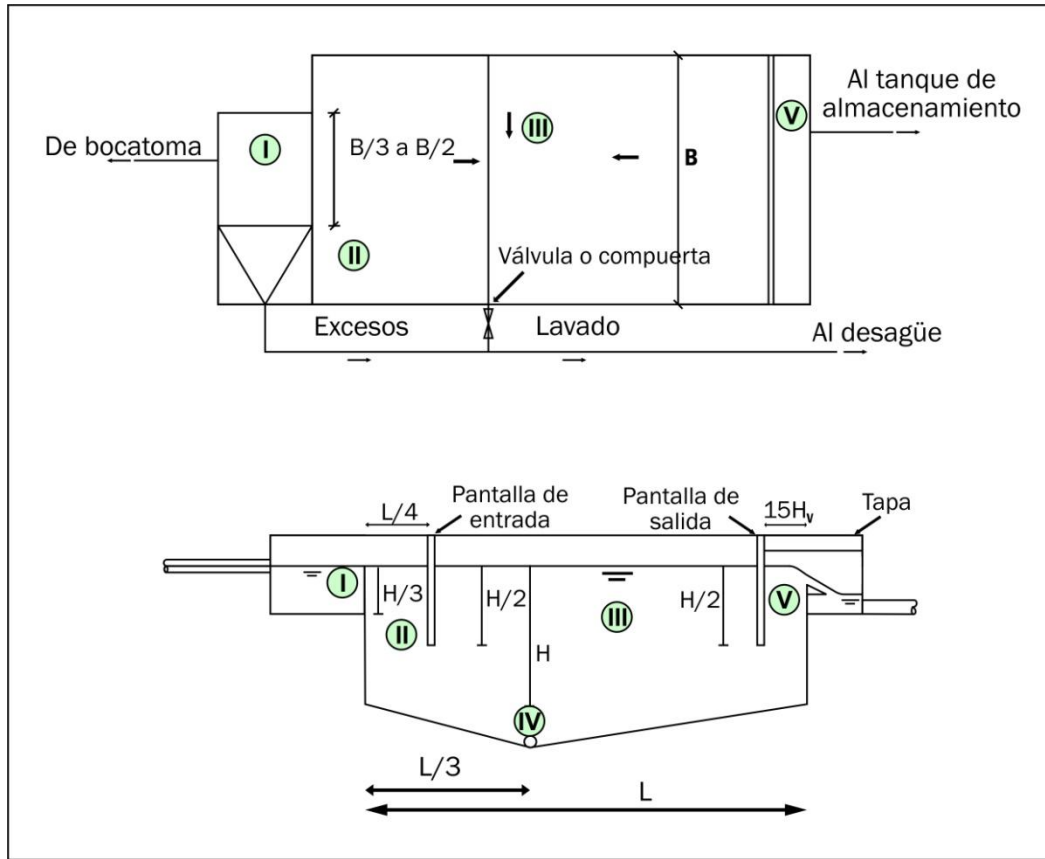 Al tanque de
almacenamiento
De bocatoma
I
B/3 a B/2
III
V
B
II
Válvula o compuerta
Excesos
Lavado
Al desagüe
L/4
Pantalla de
entrada
Pantalla de
salida
15Hv
Tapa
I
H/3
H/2
III
H/2
V
II
H
IV
L/3
L